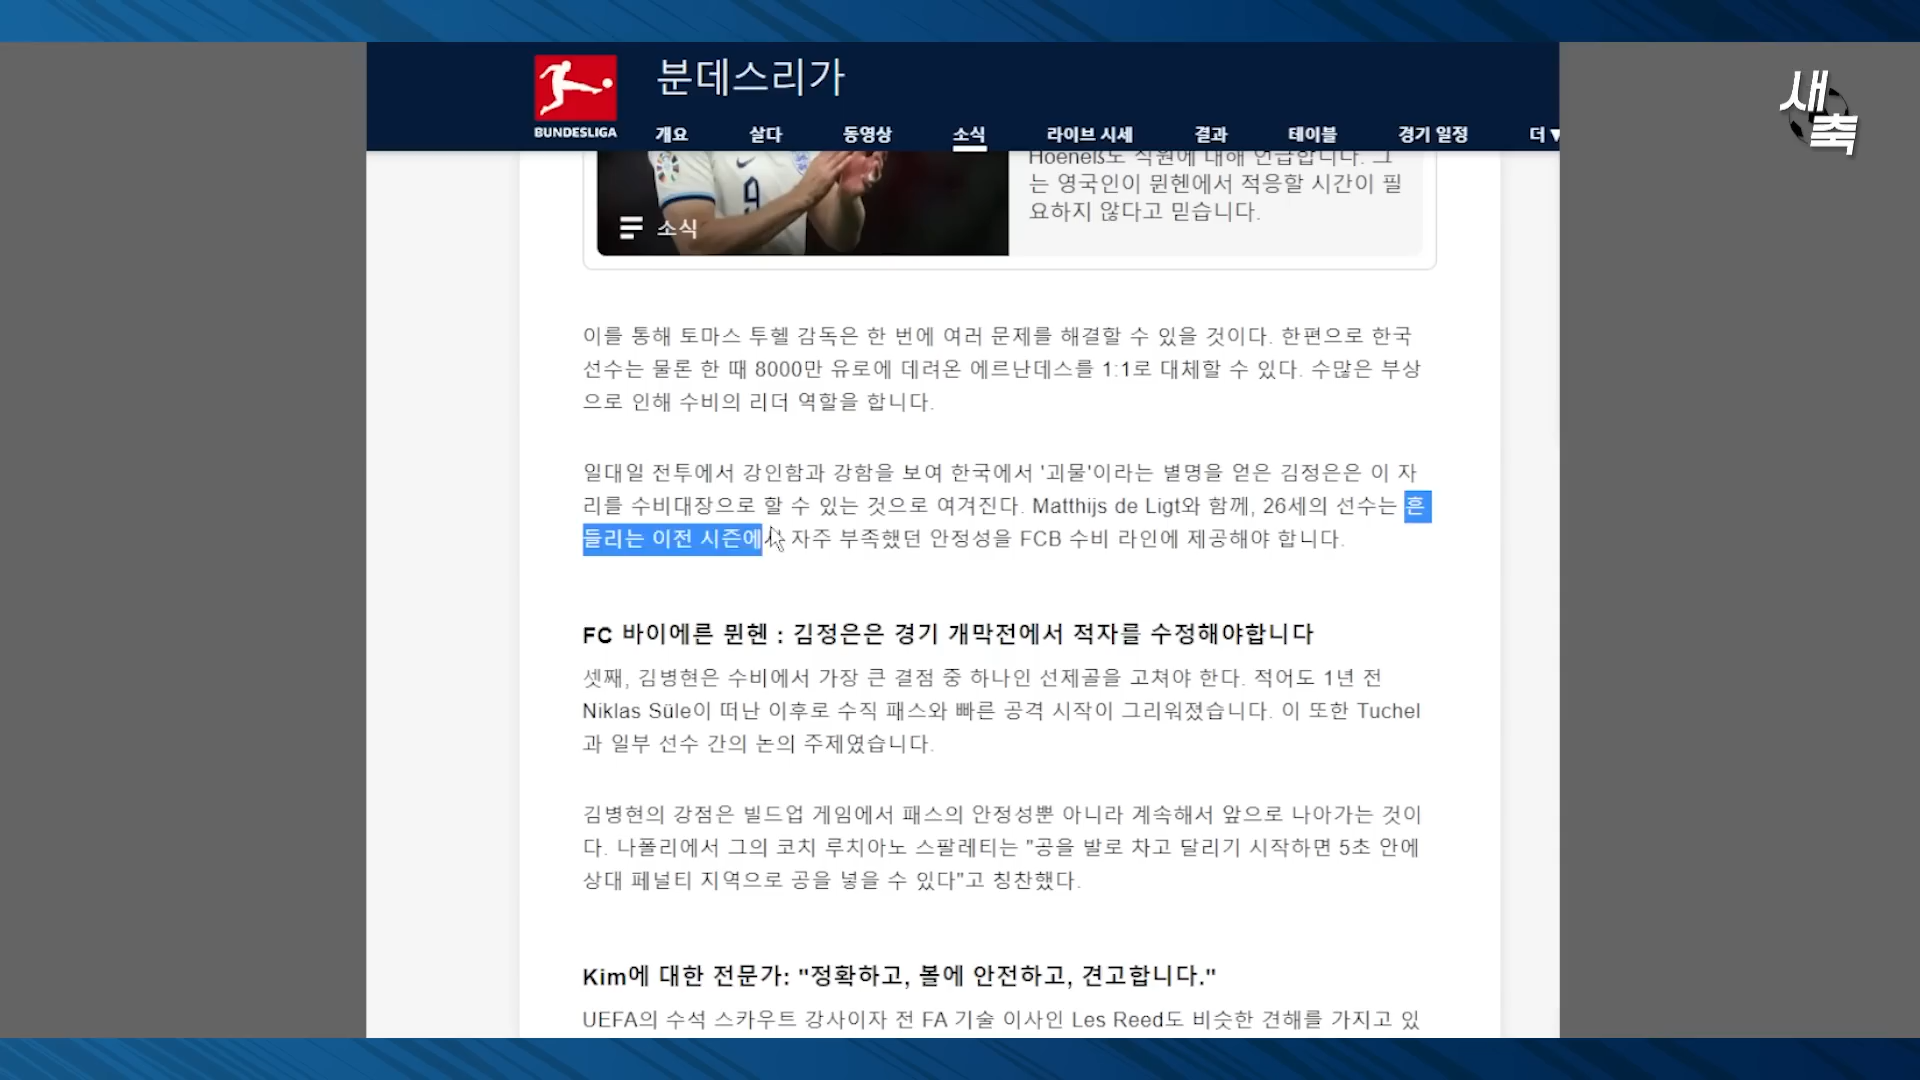 분데스리가
BUNDESLIGA
개요 살다 동영상 소식 라이브 시세 결과 테이블 경기 일정 더 ▼
새축
Hoeneß도 직원에 대해 언급합니다. 그
는 영국인이 뮌헨에서 적응할 시간이 필
요하지 않다고 믿습니다.
9
소식
이를 통해 토마스 투헬 감독은 한 번에 여러 문제를 해결할 수 있을 것이다. 한편으로 한국
선수는 물론 한 때 8000만 유로에 데려온 에르난데스를 1:1로 대체할 수 있다. 수많은 부상
으로 인해 수비의 리더 역할을 합니다.
일대일 전투에서 강인함과 강함을 보여 한국에서 '괴물'이라는 별명을 얻은 김정은은 이 자
리를 수비대장으로 할 수 있는 것으로 여겨진다. Matthijs de Ligt와 함께, 26세의 선수는 흔
들리는 이전 시즌에서 자주 부족했던 안정성을 FCB 수비 라인에 제공해야 합니다.
FC 바이에른 뮌헨 : 김정은은 경기 개막전에서 적자를 수정해야합니다
셋째, 김병현은 수비에서 가장 큰 결점 중 하나인 선제골을 고쳐야 한다. 적어도 1년 전
Niklas Süle이 떠난 이후로 수직 패스와 빠른 공격 시작이 그리워졌습니다. 이 또한 Tuchel
과 일부 선수 간의 논의 주제였습니다.
김병현의 강점은 빌드업 게임에서 패스의 안정성뿐 아니라 계속해서 앞으로 나아가는 것이
다. 나폴리에서 그의 코치 루치아노 스팔레티는 "공을 발로 차고 달리기 시작하면 5초 안에
상대 페널티 지역으로 공을 넣을 수 있다"고 칭찬했다.
Kim에 대한 전문가: "정확하고, 볼에 안전하고, 견고합니다."
UEFA의 수석 스카우트 강사이자 전 FA 기술 이사인 Les Reed도 비슷한 견해를 가지고 있